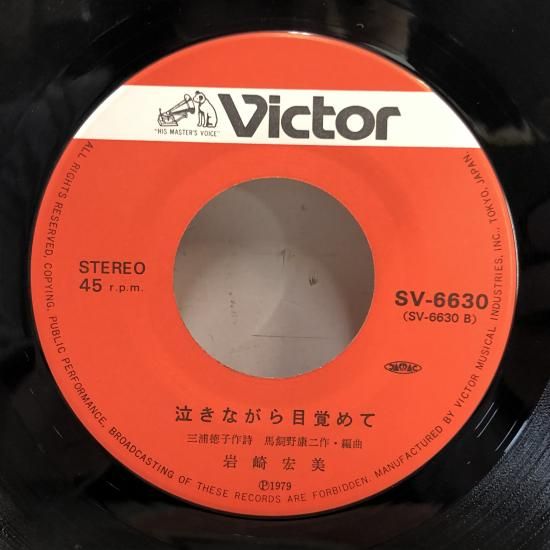 Victor
"HIS MASTER'S VOICE"
STEREO
45 r.p.m.
SV-6630
(SV-6630 B)
JASRAC
泣きながら目覚めて
三浦徳子作詩 馬飼野康二作・編曲
岩崎宏美
Ⓟ1979
ALL RIGHTS RESERVED, COPYING, PUBLIC PERFORMANCE, BROADCASTING OF THESE RECORDS ARE FORBIDDEN. MANUFACTURED BY VICTOR MUSICAL INDUSTRIES, INC., TOKYO, JAPAN.